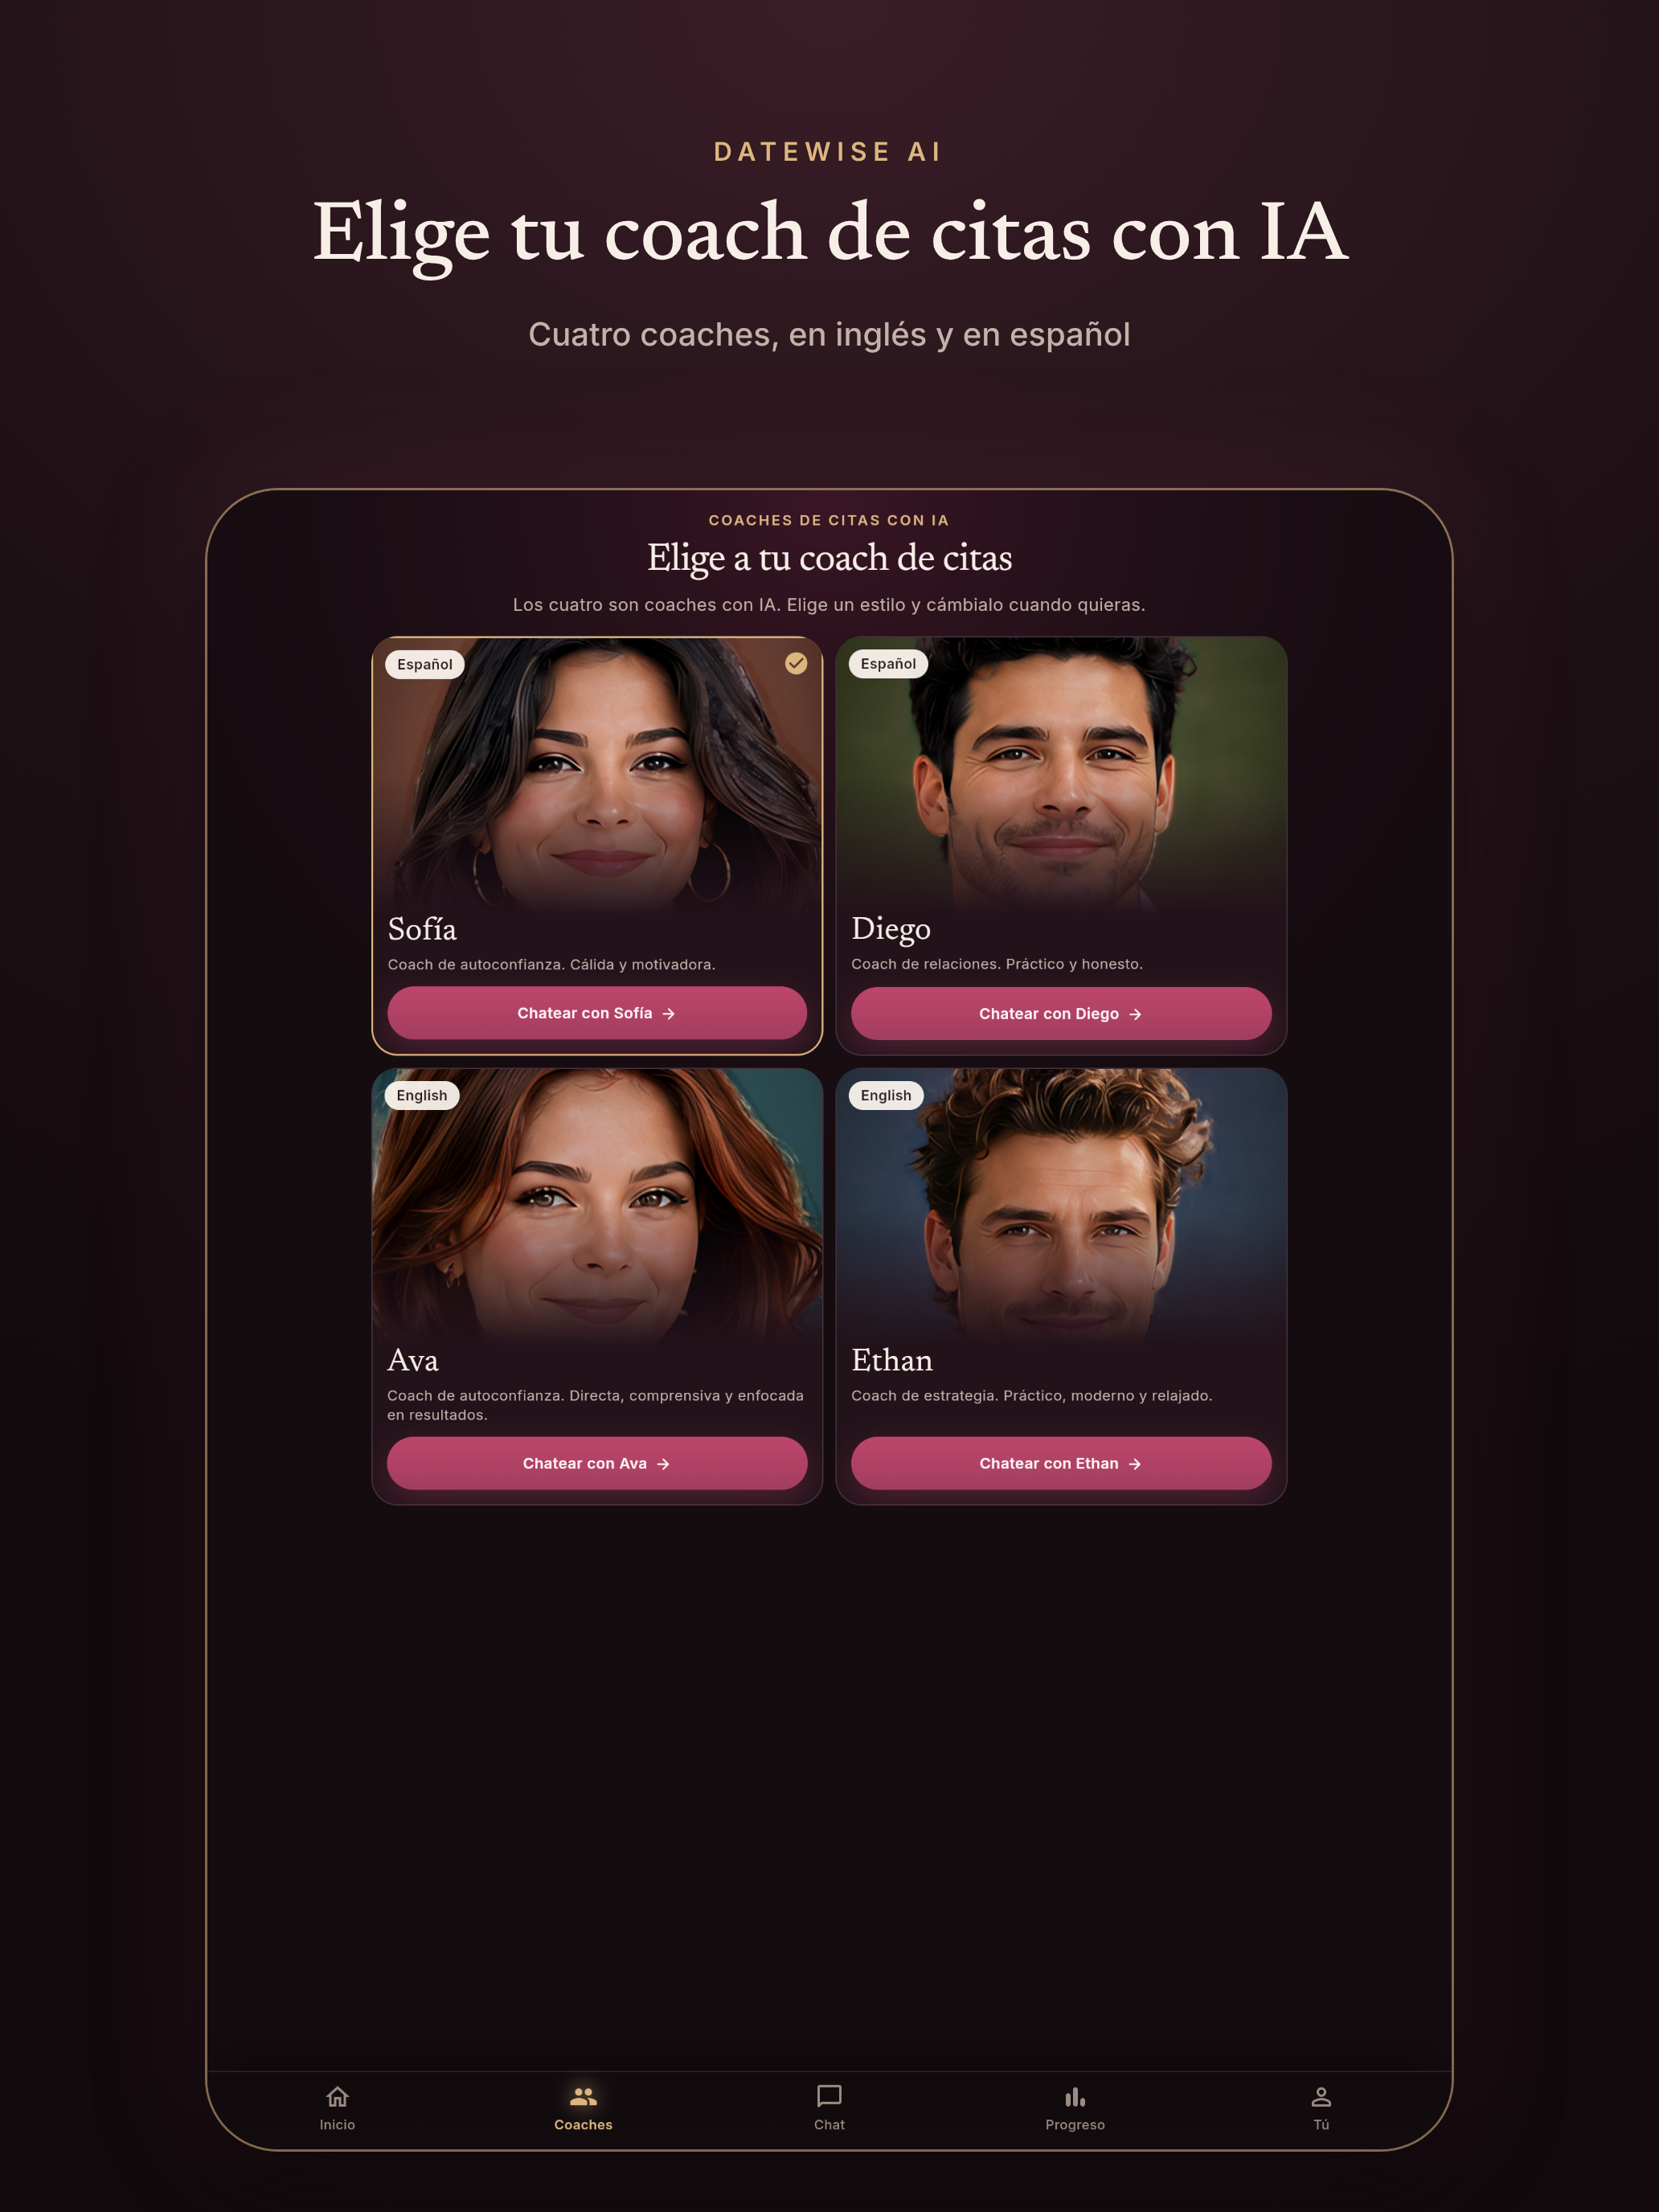 DATEWISE AI
Elige tu coach de citas con IA
Cuatro coaches, en inglés y en español
COACHES DE CITAS CON IA
Elige a tu coach de citas
Los cuatro son coaches con IA. Elige un estilo y cámbialo cuando quieras.
Español
Sofía
Coach de autoconfianza. Cálida y motivadora.
Chatear con Sofía →
Español
Diego
Coach de relaciones. Práctico y honesto.
Chatear con Diego →
English
Ava
Coach de autoconfianza. Directa, comprensiva y enfocada
en resultados.
Chatear con Ava →
English
Ethan
Coach de estrategia. Práctico, moderno y relajado.
Chatear con Ethan →
Inicio
Coaches
Chat
Progreso
Tú